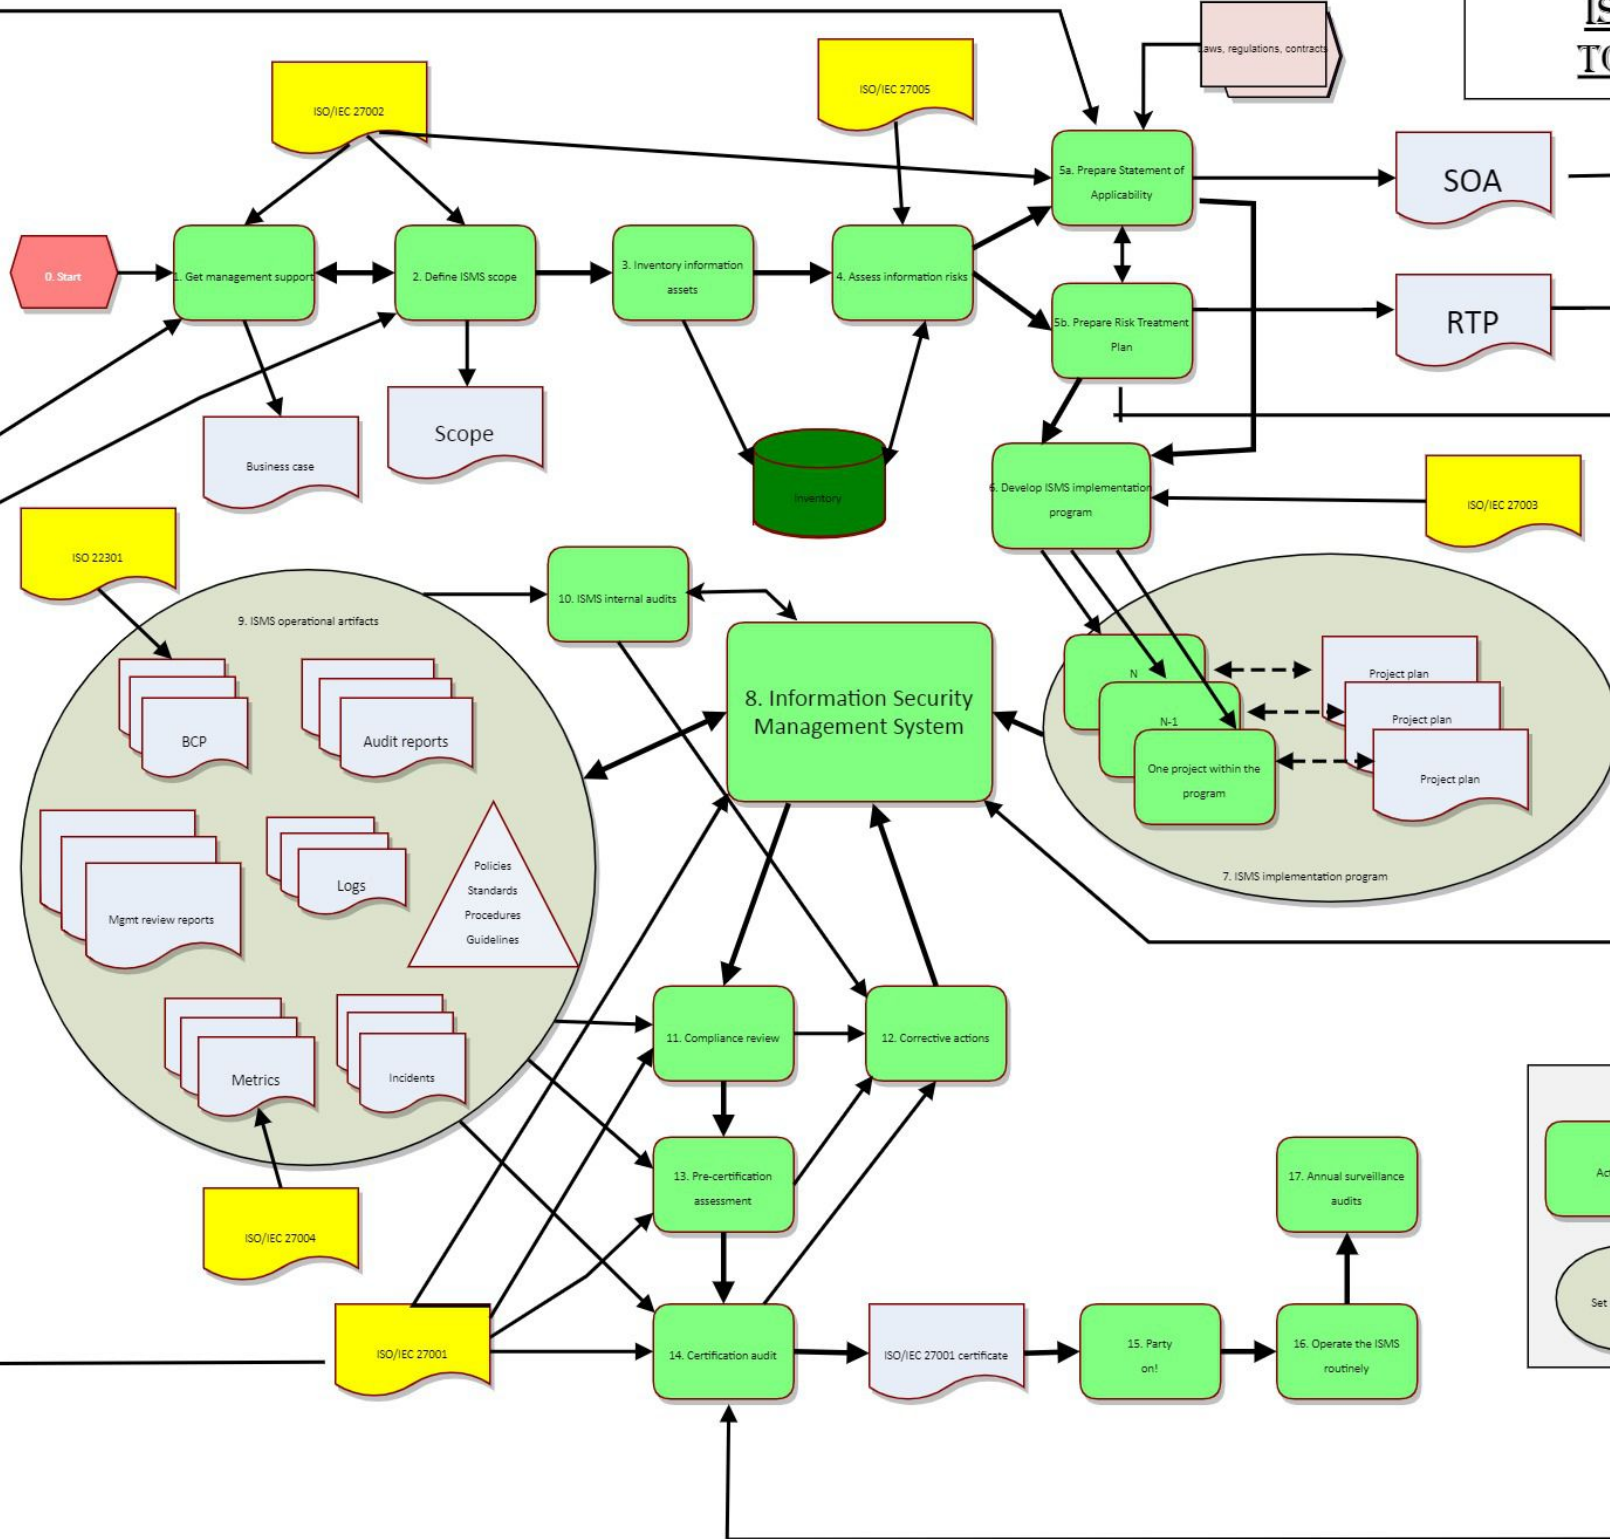 IS
TO
Laws, regulations, contracts
ISO/IEC 27002
ISO/IEC 27005
5a. Prepare Statement of
Applicability
SOA
0. Start
1. Get management support
2. Define ISMS scope
3. Inventory information
assets
4. Assess information risks
5b. Prepare Risk Treatment
Plan
RTP
Business case
Scope
Inventory
6. Develop ISMS implementation
program
ISO/IEC 27003
ISO 22301
9. ISMS operational artifacts
10. ISMS internal audits
8. Information Security
Management System
N
N-1
One project within the
program
Project plan
Project plan
Project plan
7. ISMS implementation program
BCP
Audit reports
Mgmt review reports
Logs
Policies
Standards
Procedures
Guidelines
Metrics
Incidents
11. Compliance review
12. Corrective actions
13. Pre-certification
assessment
17. Annual surveillance
audits
Set
ISO/IEC 27004
ISO/IEC 27001
14. Certification audit
ISO/IEC 27001 certificate
15. Party
on!
16. Operate the ISMS
routinely